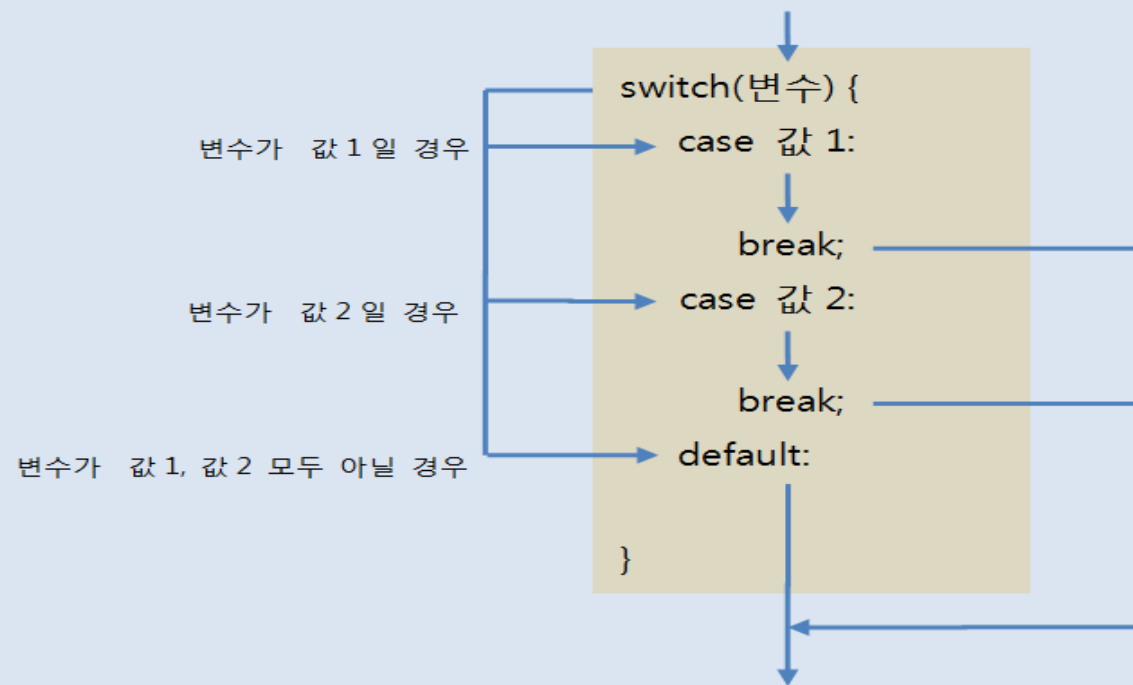 switch(변수) {
변수가 값 1 일 경우
case 값 1:
break;
변수가 값 2 일 경우
case 값 2:
break;
변수가 값 1, 값 2 모두 아닐 경우
default:
}